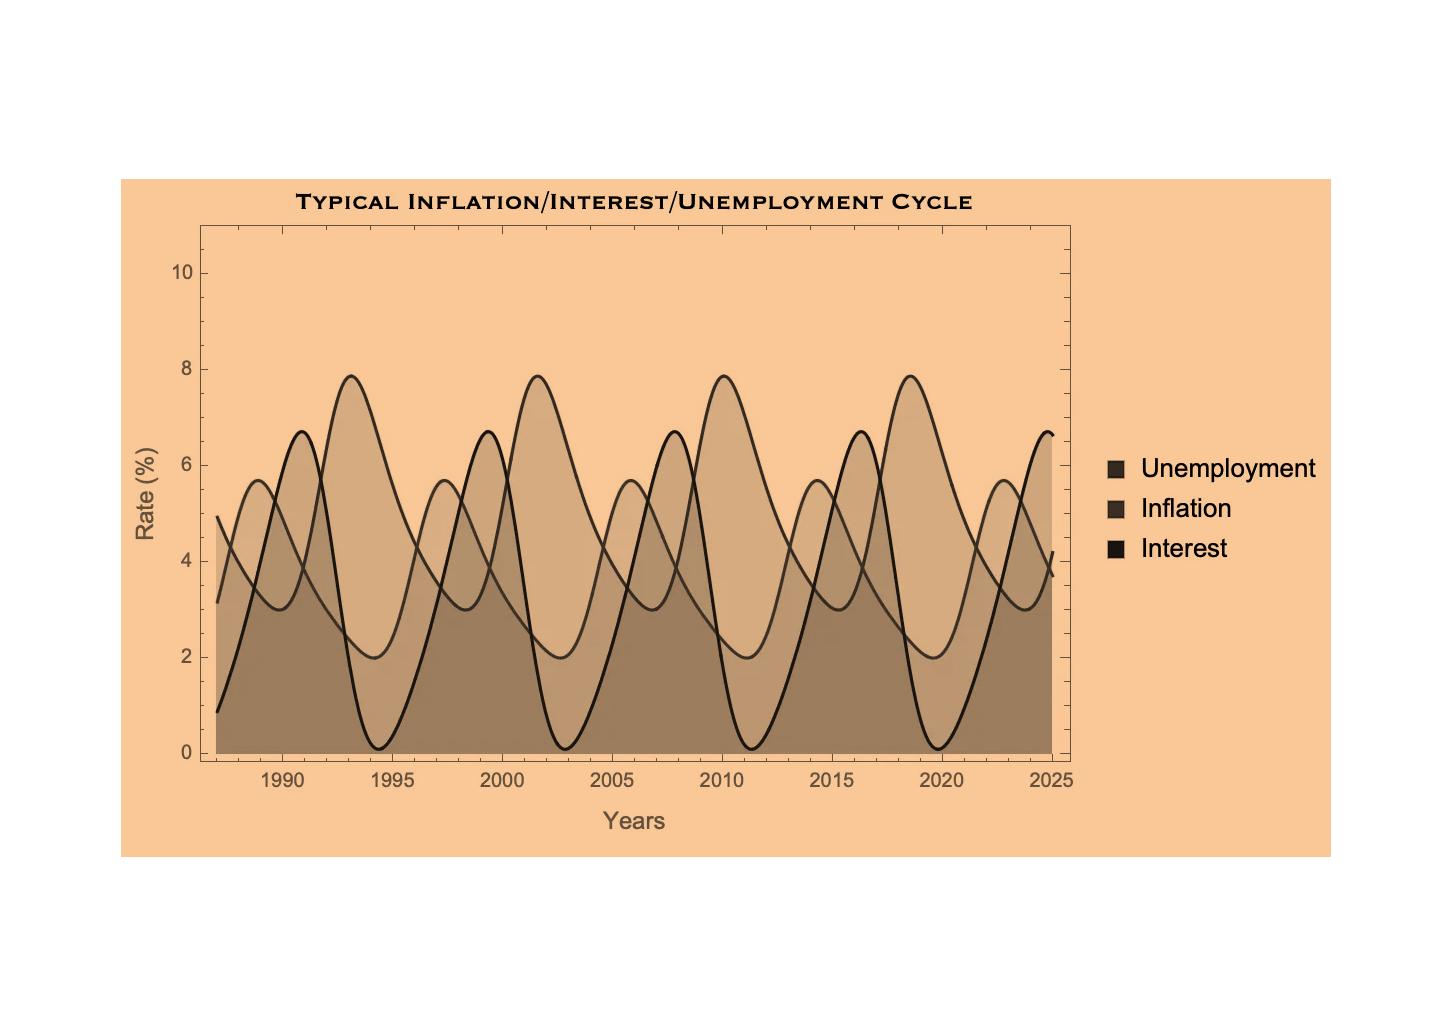 Typical Inflation/Interest/Unemployment Cycle
10
8
6
4
2
0
Rate (%)
1990 1995 2000 2005 2010 2015 2020 2025
Years
Unemployment
Inflation
Interest